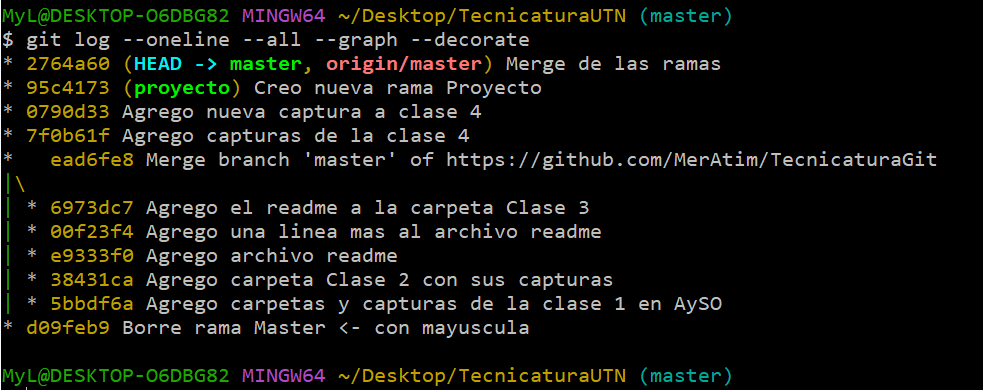 MyL@DESKTOP-O6DBG82 MINGW64 ~/Desktop/TecnicaturaUTN (master)
$ git log --oneline --all --graph --decorate
* 2764a60 (HEAD -> master, origin/master) Merge de las ramas
* 95c4173 (proyecto) Creo nueva rama Proyecto
* 0790d33 Agrego nueva captura a clase 4
* 7f0b61f Agrego capturas de la clase 4
*   ead6fe8 Merge branch 'master' of https://github.com/MerAtim/TecnicaturaGit
|\
| * 6973dc7 Agrego el readme a la carpeta Clase 3
| * 00f23f4 Agrego una linea mas al archivo readme
| * e9333f0 Agrego archivo readme
| * 38431ca Agrego carpeta Clase 2 con sus capturas
| * 5bbdf6a Agrego carpetas y capturas de la clase 1 en AySO
* d09feb9 Borre rama Master <- con mayuscula
MyL@DESKTOP-O6DBG82 MINGW64 ~/Desktop/TecnicaturaUTN (master)